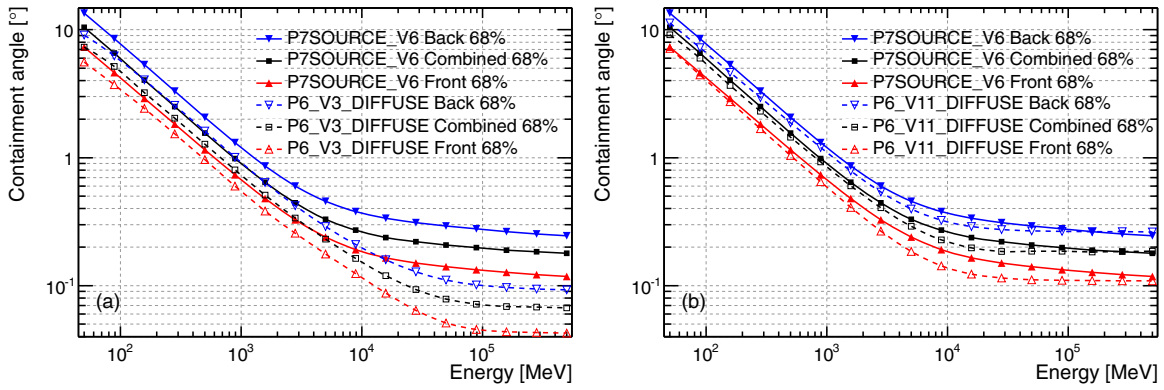 Containment angle [°]
10
1
10⁻¹
P7SOURCE_V6 Back 68%
P7SOURCE_V6 Combined 68%
P7SOURCE_V6 Front 68%
P6_V3_DIFFUSE Back 68%
P6_V3_DIFFUSE Combined 68%
P6_V3_DIFFUSE Front 68%
(a)
10² 10³ 10⁴ 10⁵
Energy [MeV]
Containment angle [°]
10
1
10⁻¹
P7SOURCE_V6 Back 68%
P7SOURCE_V6 Combined 68%
P7SOURCE_V6 Front 68%
P6_V11_DIFFUSE Back 68%
P6_V11_DIFFUSE Combined 68%
P6_V11_DIFFUSE Front 68%
(b)
10² 10³ 10⁴ 10⁵
Energy [MeV]